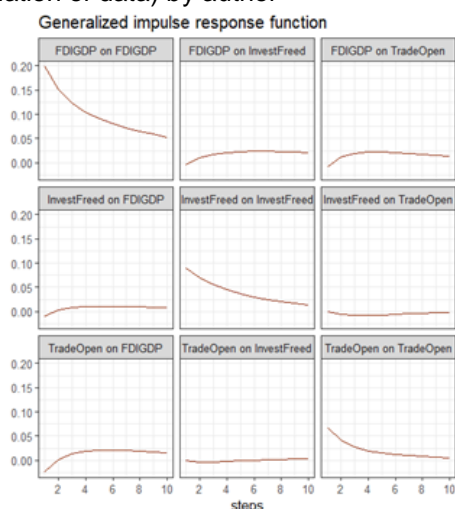 Generalized impulse response function
FDIGDP on FDIGDP FDIGDP on InvestFreed FDIGDP on TradeOpen
0.20
0.15
0.10
0.05
0.00
InvestFreed on FDIGDP InvestFreed on InvestFreed InvestFreed on TradeOpen
0.20
0.15
0.10
0.05
0.00
TradeOpen on FDIGDP TradeOpen on InvestFreed TradeOpen on TradeOpen
0.20
0.15
0.10
0.05
0.00
2 4 6 8 10 2 4 6 8 10 2 4 6 8 10
steps